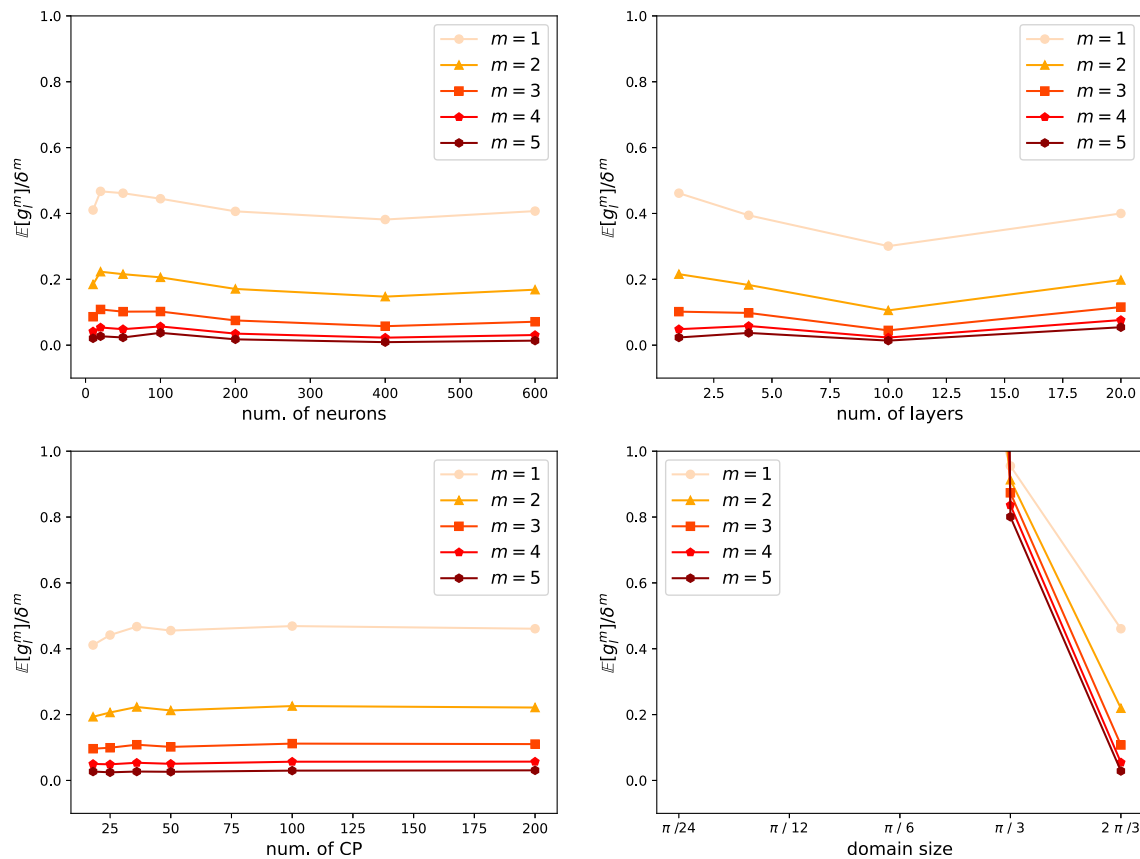 1.0
0.8
0.6
0.4
0.2
0.0
𝔼[g_l^m]/δ^m
m = 1
m = 2
m = 3
m = 4
m = 5
0 100 200 300 400 500 600
num. of neurons
1.0
0.8
0.6
0.4
0.2
0.0
𝔼[g_l^m]/δ^m
m = 1
m = 2
m = 3
m = 4
m = 5
2.5 5.0 7.5 10.0 12.5 15.0 17.5 20.0
num. of layers
1.0
0.8
0.6
0.4
0.2
0.0
𝔼[g_l^m]/δ^m
m = 1
m = 2
m = 3
m = 4
m = 5
25 50 75 100 125 150 175 200
num. of CP
1.0
0.8
0.6
0.4
0.2
0.0
𝔼[g_l^m]/δ^m
m = 1
m = 2
m = 3
m = 4
m = 5
π /24 π / 12 π / 6 π / 3 2 π /3
domain size